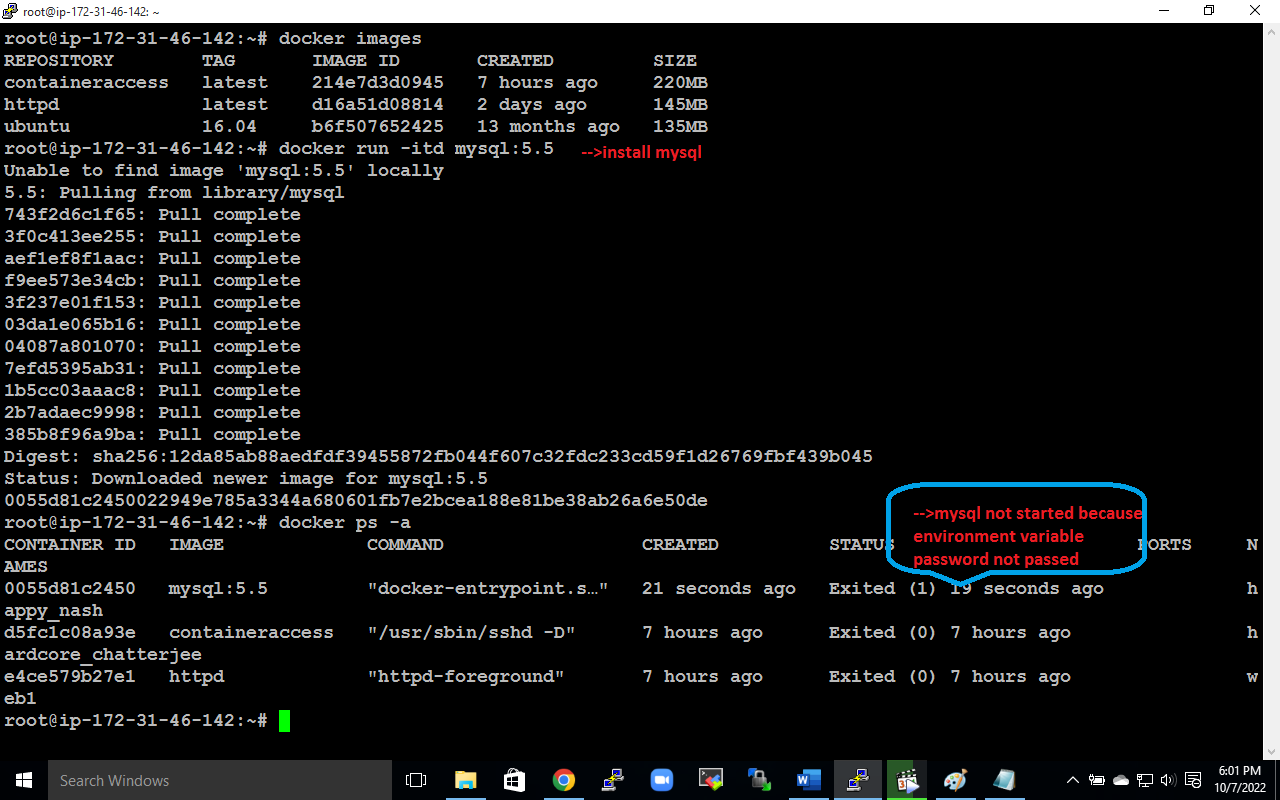 root@ip-172-31-46-142: ~
root@ip-172-31-46-142:~# docker images
REPOSITORY TAG IMAGE ID CREATED SIZE
containeraccess latest 214e7d3d0945 7 hours ago 220MB
httpd latest d16a51d08814 2 days ago 145MB
ubuntu 16.04 b6f507652425 13 months ago 135MB
root@ip-172-31-46-142:~# docker run -itd mysql:5.5 -->install mysql
Unable to find image 'mysql:5.5' locally
5.5: Pulling from library/mysql
743f2d6c1f65: Pull complete
3f0c413ee255: Pull complete
aef1ef8f1aac: Pull complete
f9ee573e34cb: Pull complete
3f237e01f153: Pull complete
03da1e065b16: Pull complete
04087a801070: Pull complete
7efd5395ab31: Pull complete
1b5cc03aaac8: Pull complete
2b7adaec9998: Pull complete
385b8f96a9ba: Pull complete
Digest: sha256:12da85ab88aedfdf39455872fb044f607c32fdc233cd59f1d26769fbf439b045
Status: Downloaded newer image for mysql:5.5
0055d81c2450022949e785a3344a680601fb7e2bcea188e81be38ab26a6e50de
root@ip-172-31-46-142:~# docker ps -a
-->mysql not started because
environment variable
password not passed
CONTAINER ID IMAGE COMMAND CREATED STATUS PORTS N
AMES
0055d81c2450 mysql:5.5 "docker-entrypoint.s…" 21 seconds ago Exited (1) 19 seconds ago h
appy_nash
d5fc1c08a93e containeraccess "/usr/sbin/sshd -D" 7 hours ago Exited (0) 7 hours ago h
ardcore_chatterjee
e4ce579b27e1 httpd "httpd-foreground" 7 hours ago Exited (0) 7 hours ago w
eb1
root@ip-172-31-46-142:~#
Search Windows
6:01 PM
10/7/2022